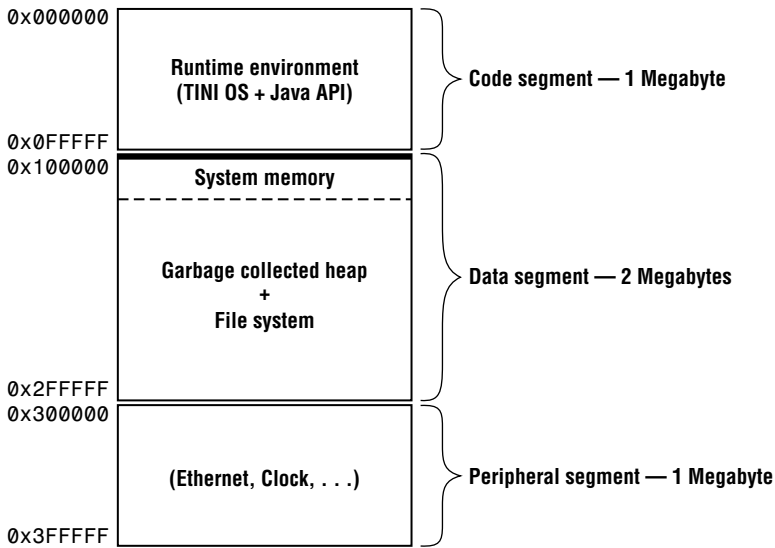 0x000000
Runtime environment
(TINI OS + Java API)
Code segment — 1 Megabyte
0x0FFFFF
0x100000
System memory
Garbage collected heap
+
File system
Data segment — 2 Megabytes
0x2FFFFF
0x300000
(Ethernet, Clock, . . .)
Peripheral segment — 1 Megabyte
0x3FFFFF